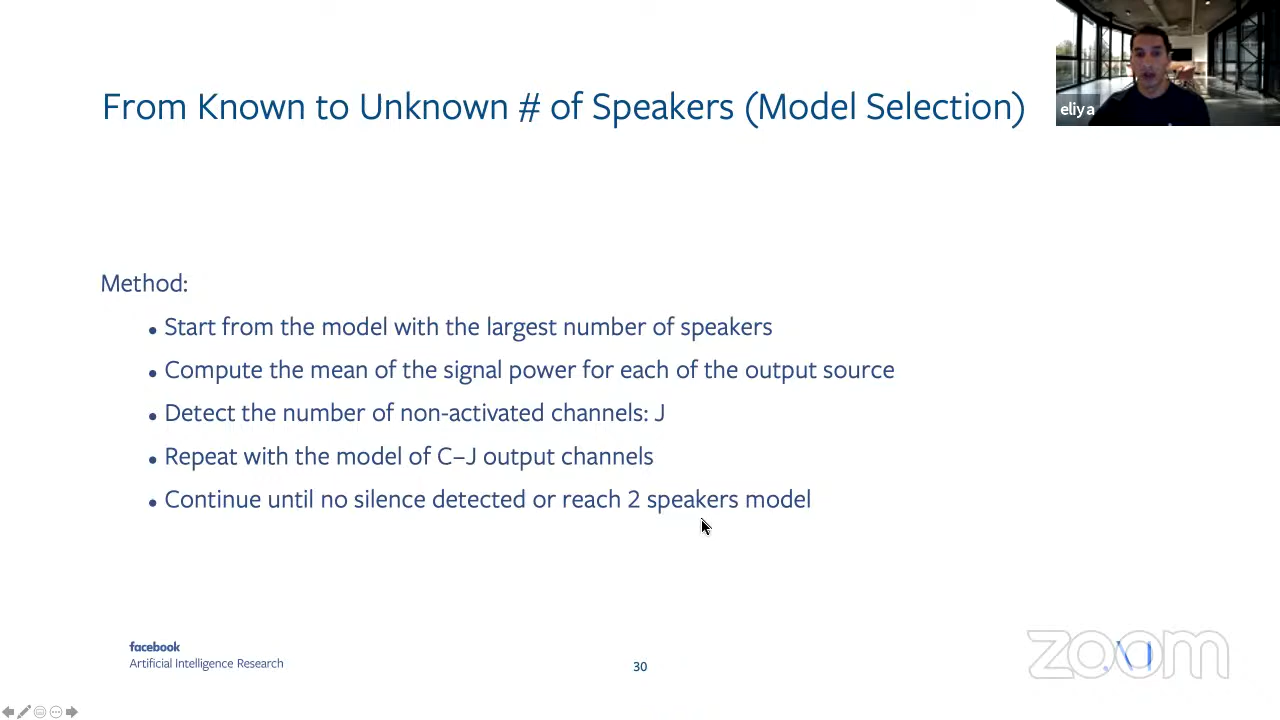 From Known to Unknown # of Speakers (Model Selection)
eliya
Method:
• Start from the model with the largest number of speakers
• Compute the mean of the signal power for each of the output source
• Detect the number of non-activated channels: J
• Repeat with the model of C–J output channels
• Continue until no silence detected or reach 2 speakers model
facebook
Artificial Intelligence Research
30
zoom